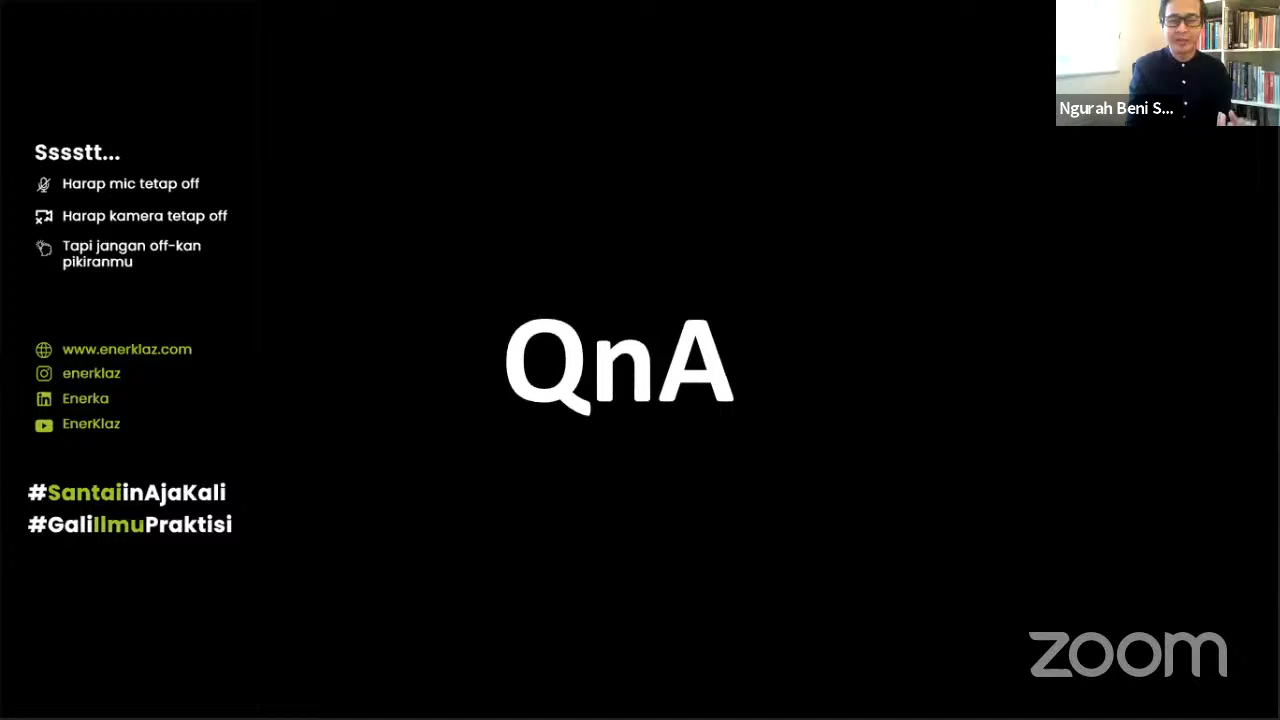 Ngurah Beni S...
Sssstt...
Harap mic tetap off
Harap kamera tetap off
Tapi jangan off-kan
pikiranmu
www.enerklaz.com
enerklaz
Enerka
EnerKlaz
#SantaiinAjaKali
#GaliIlmuPraktisi
QnA
zoom